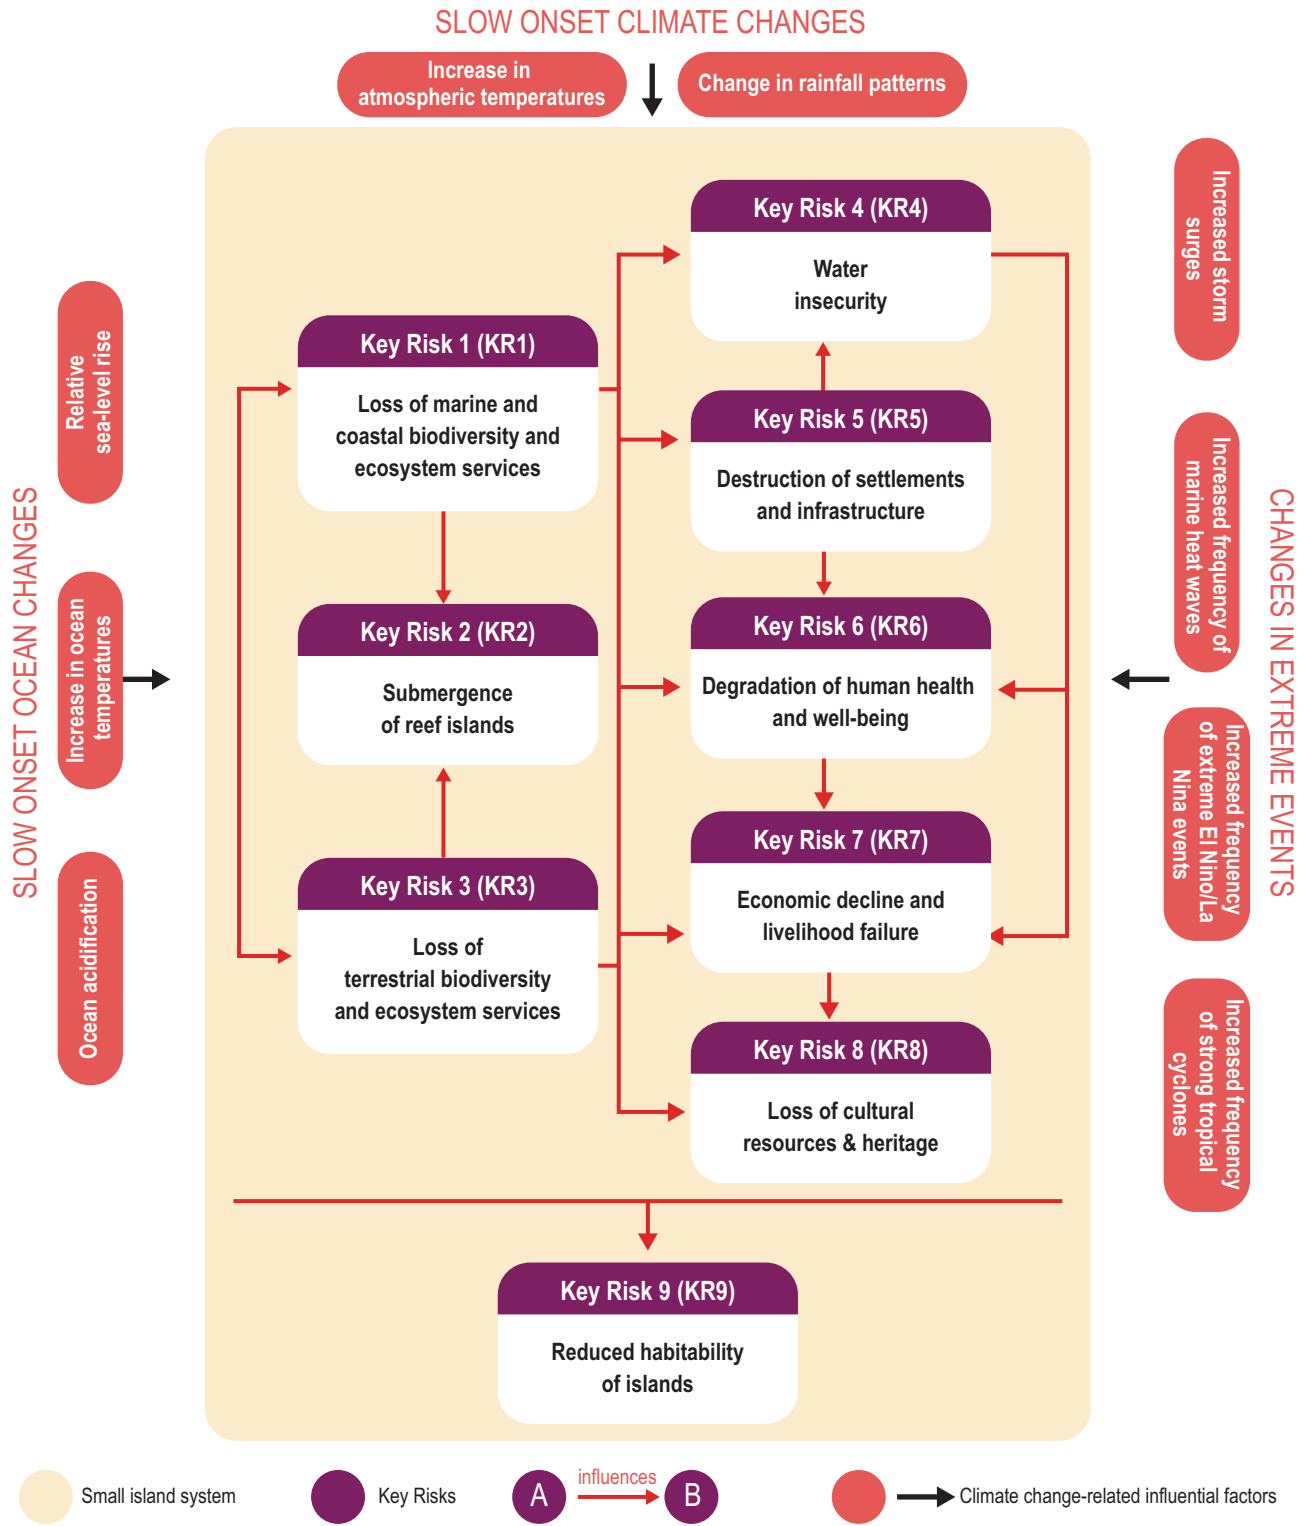 SLOW ONSET CLIMATE CHANGES
Increase in
atmospheric temperatures
Change in rainfall patterns
SLOW ONSET OCEAN CHANGES
Relative
sea-level rise
Increase in ocean
temperatures
Ocean acidification
Key Risk 1 (KR1)
Loss of marine and
coastal biodiversity and
ecosystem services
Key Risk 2 (KR2)
Submergence
of reef islands
Key Risk 3 (KR3)
Loss of
terrestrial biodiversity
and ecosystem services
Key Risk 4 (KR4)
Water
insecurity
Key Risk 5 (KR5)
Destruction of settlements
and infrastructure
Key Risk 6 (KR6)
Degradation of human health
and well-being
Key Risk 7 (KR7)
Economic decline and
livelihood failure
Key Risk 8 (KR8)
Loss of cultural
resources & heritage
Key Risk 9 (KR9)
Reduced habitability
of islands
CHANGES IN EXTREME EVENTS
Increased storm
surges
Increased frequency of
marine heat waves
Increased frequency
of extreme El Nino/La
Nina events
Increased frequency
of strong tropical
cyclones
Small island system
Key Risks
A
influences
B
Climate change-related influential factors